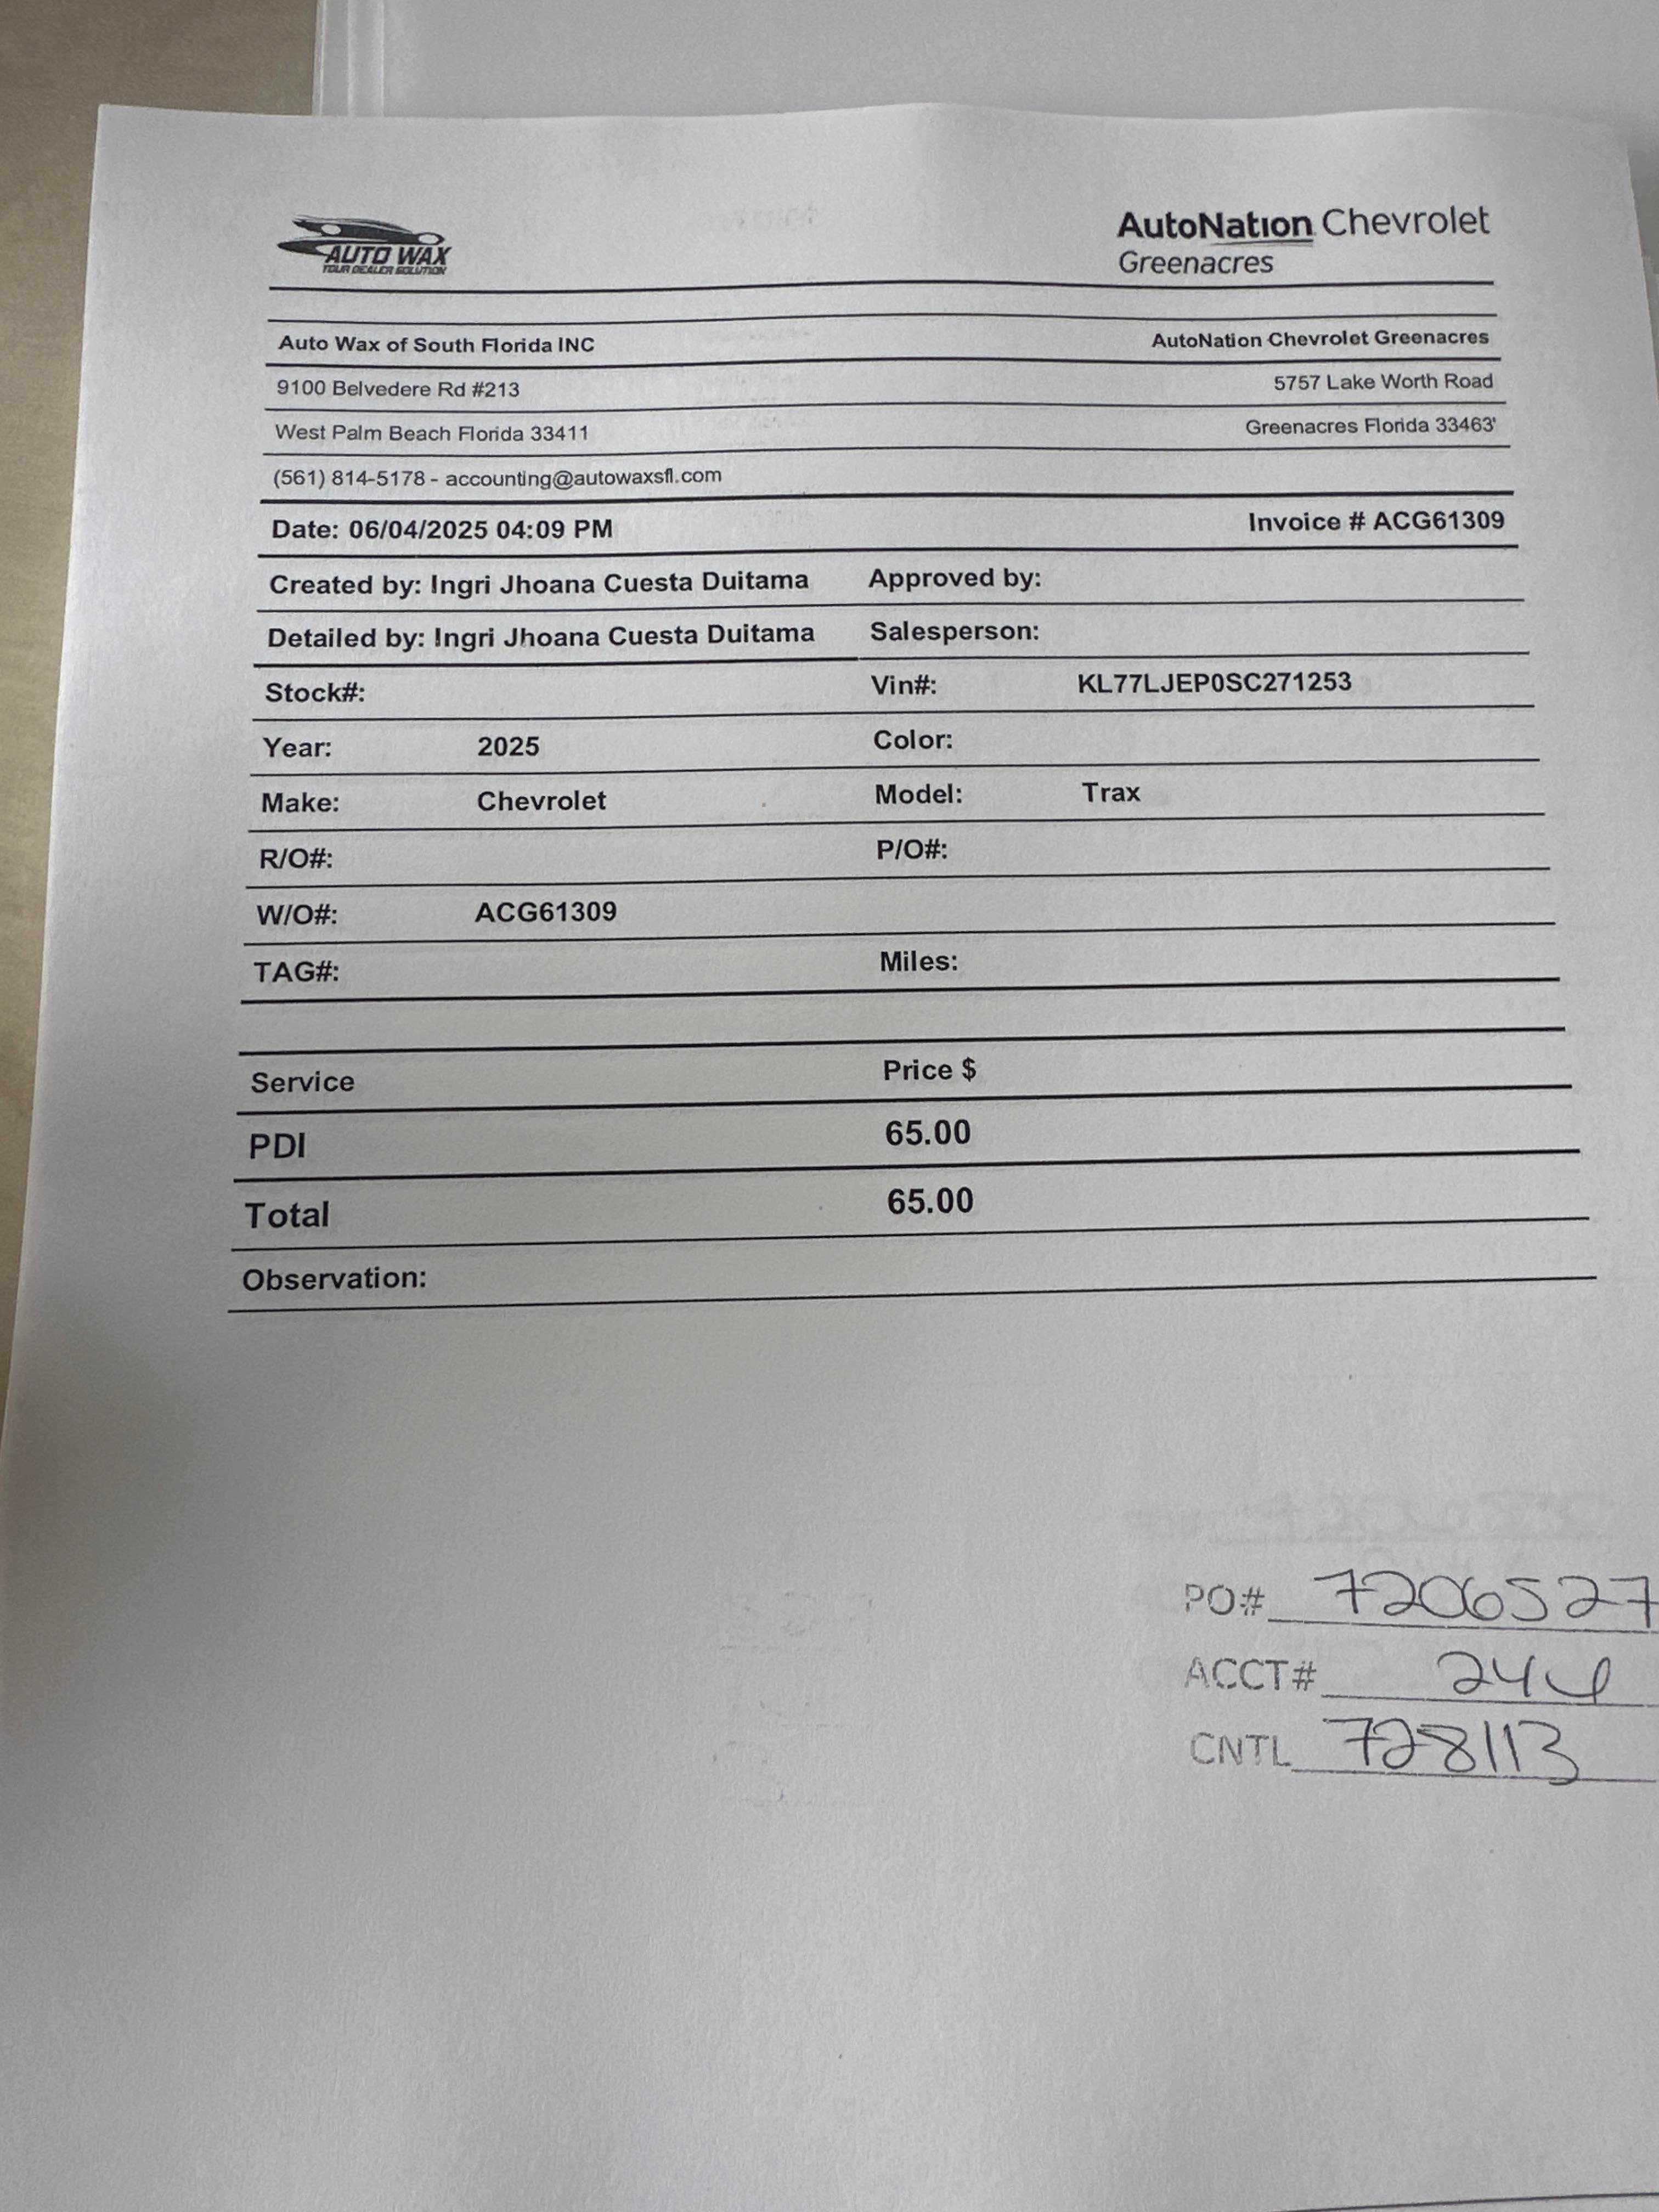 AUTO WAX
YOUR DEALER SOLUTION
AutoNation Chevrolet
Greenacres
Auto Wax of South Florida INC AutoNation Chevrolet Greenacres
9100 Belvedere Rd #213 5757 Lake Worth Road
West Palm Beach Florida 33411 Greenacres Florida 33463'
(561) 814-5178 - accounting@autowaxsfl.com
Date: 06/04/2025 04:09 PM Invoice # ACG61309
Created by: Ingri Jhoana Cuesta Duitama Approved by:
Detailed by: Ingri Jhoana Cuesta Duitama Salesperson:
Stock#: Vin#: KL77LJEP0SC271253
Year: 2025 Color:
Make: Chevrolet Model: Trax
R/O#: P/O#:
W/O#: ACG61309
TAG#: Miles:
Service Price $
PDI 65.00
Total 65.00
Observation:
PO# 7206527
ACCT#
CNTL 728113